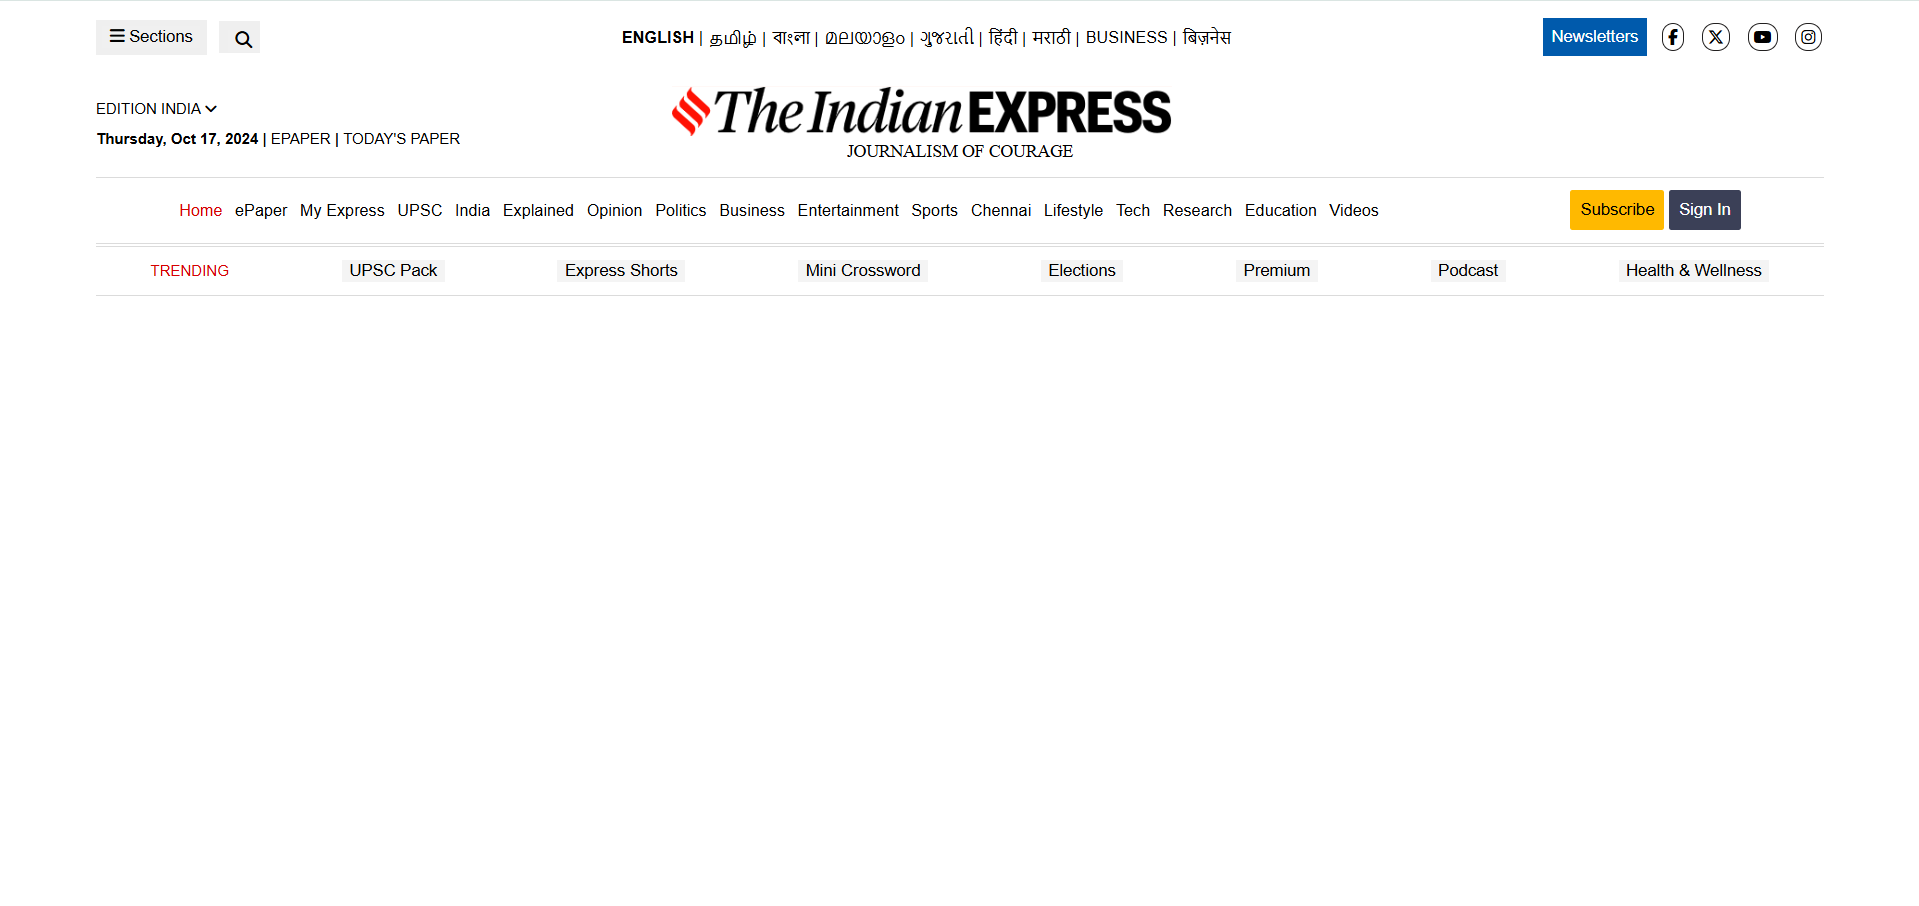 Sections
ENGLISH | தமிழ் | বাংলা | മലയാളം | ગુજરાતી | हिंदी | मराठी | BUSINESS | बिज़नेस
Newsletters
EDITION INDIA
The Indian EXPRESS
Thursday, Oct 17, 2024 | EPAPER | TODAY'S PAPER
JOURNALISM OF COURAGE
Home ePaper My Express UPSC India Explained Opinion Politics Business Entertainment Sports Chennai Lifestyle Tech Research Education Videos
Subscribe Sign In
TRENDING UPSC Pack Express Shorts Mini Crossword Elections Premium Podcast Health & Wellness